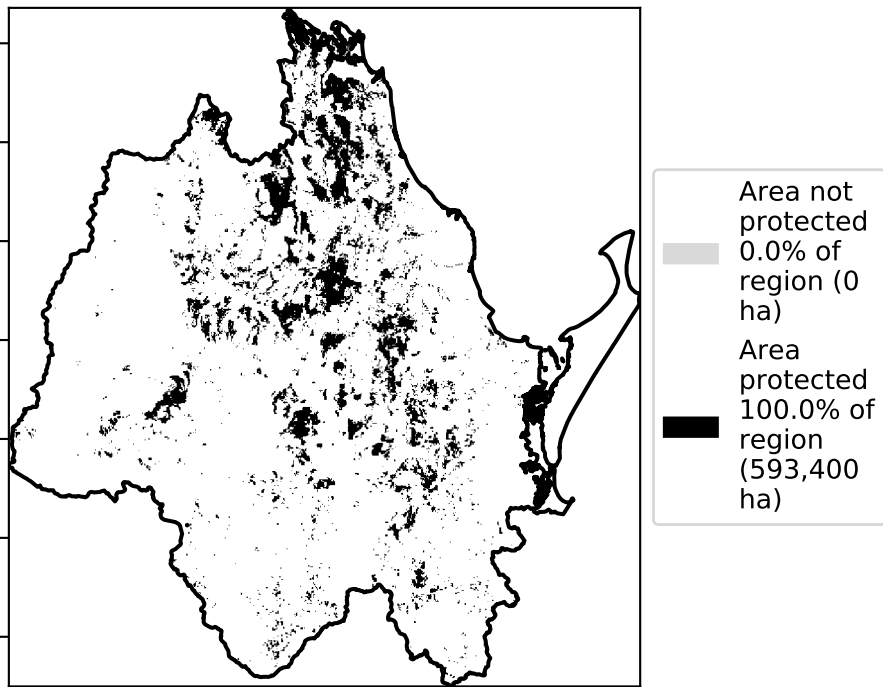 Area not
protected
0.0% of
region (0
ha)
Area
protected
100.0% of
region
(593,400
ha)